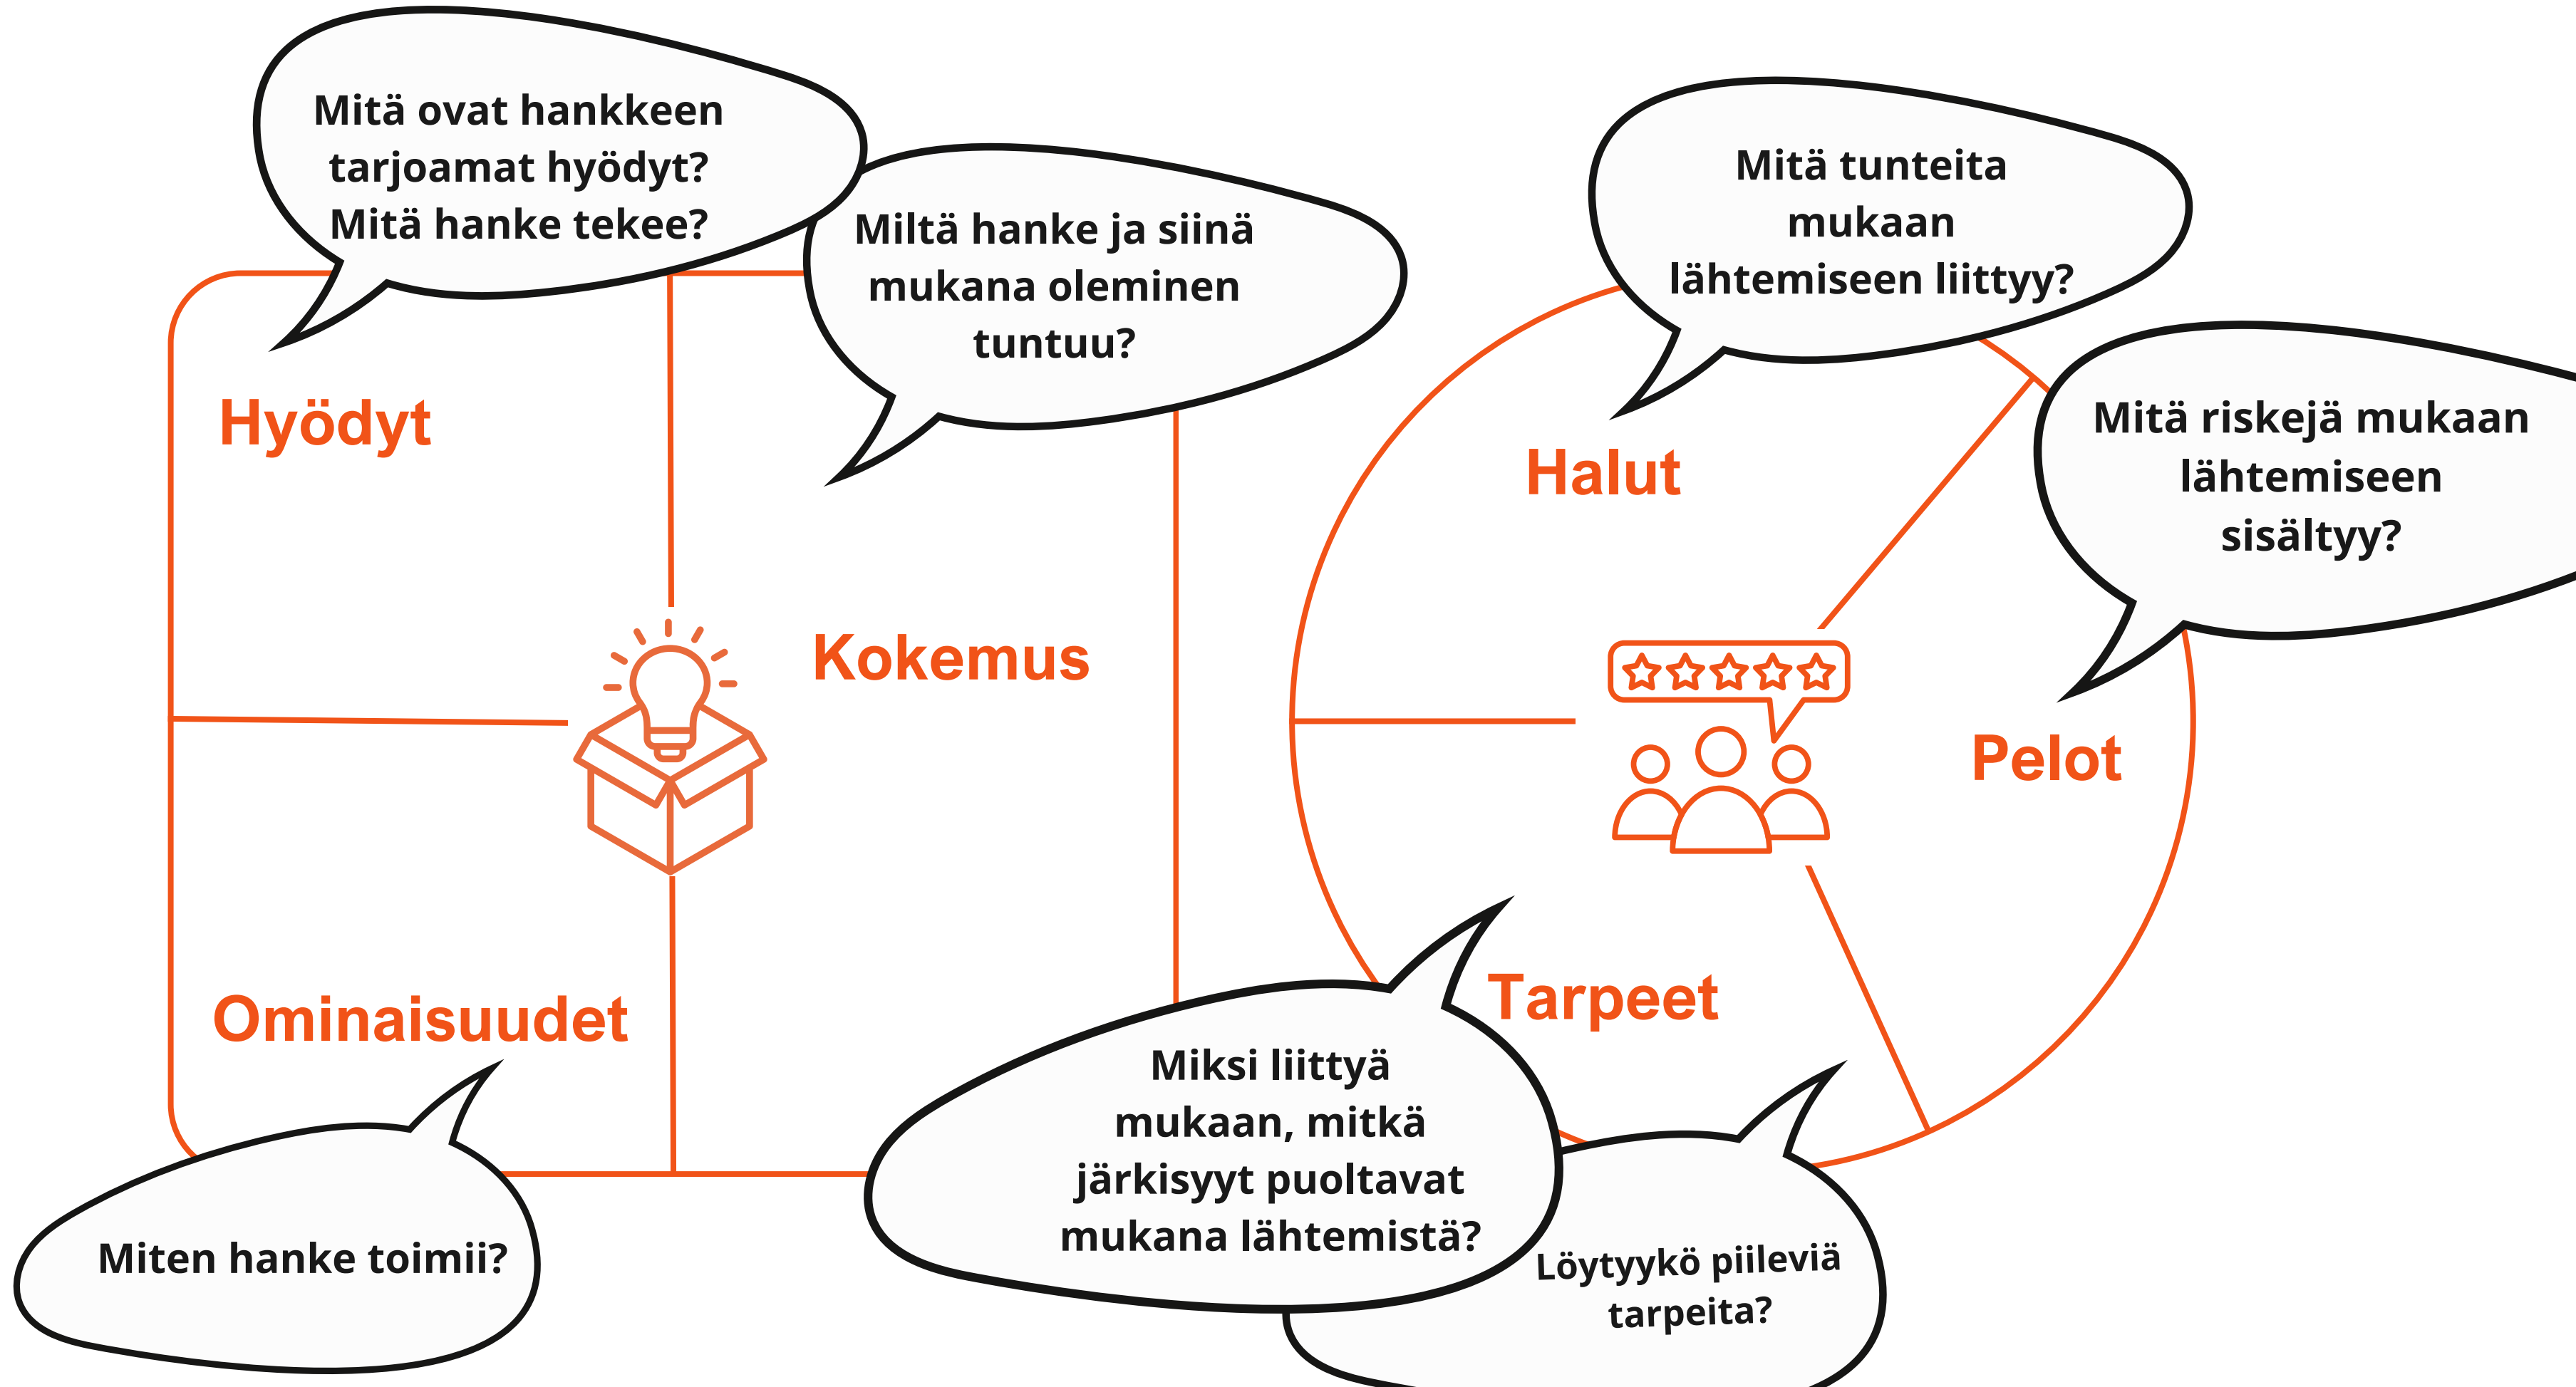 Mitä ovat hankkeen
tarjoamat hyödyt?
Mitä hanke tekee?
Miltä hanke ja siinä
mukana oleminen
tuntuu?
Hyödyt
Kokemus
Ominaisuudet
Miten hanke toimii?
Mitä tunteita
mukaan
lähtemiseen liittyy?
Mitä riskejä mukaan
lähtemiseen
sisältyy?
Halut
Pelot
Tarpeet
Miksi liittyä
mukaan, mitkä
järkisyyt puoltavat
mukana lähtemistä?
Löytyykö piileviä
tarpeita?